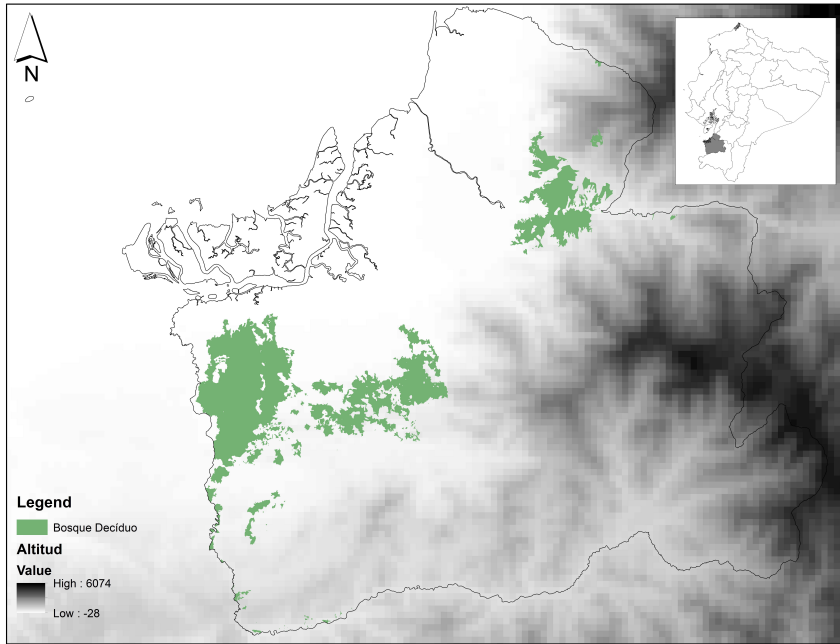 N
Legend
Bosque Decíduo
Altitud
Value
High : 6074
Low : -28